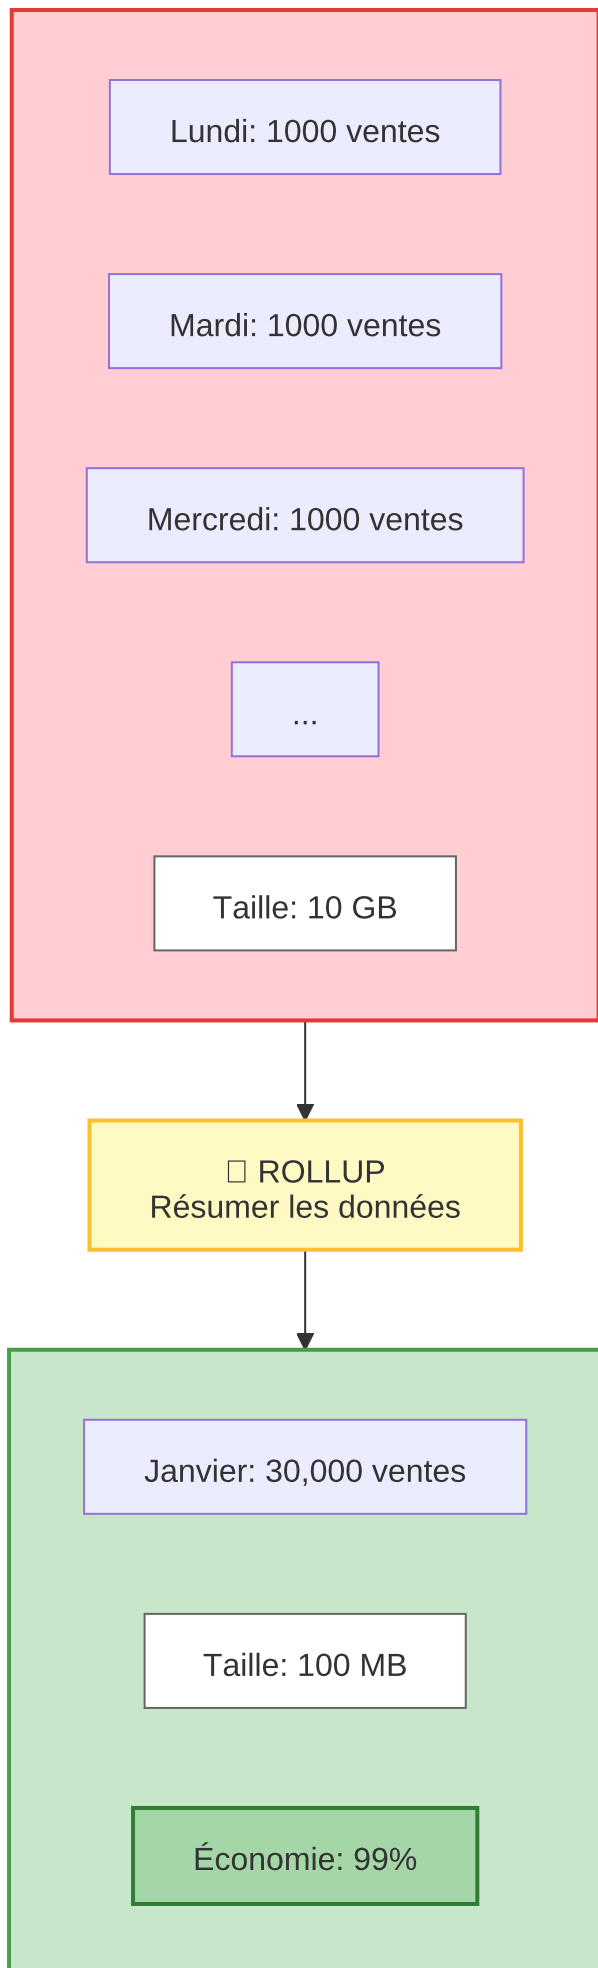 Lundi: 1000 ventes
Mardi: 1000 ventes
Mercredi: 1000 ventes
...
Taille: 10 GB
ROLLUP
Résumer les données
Janvier: 30,000 ventes
Taille: 100 MB
Économie: 99%